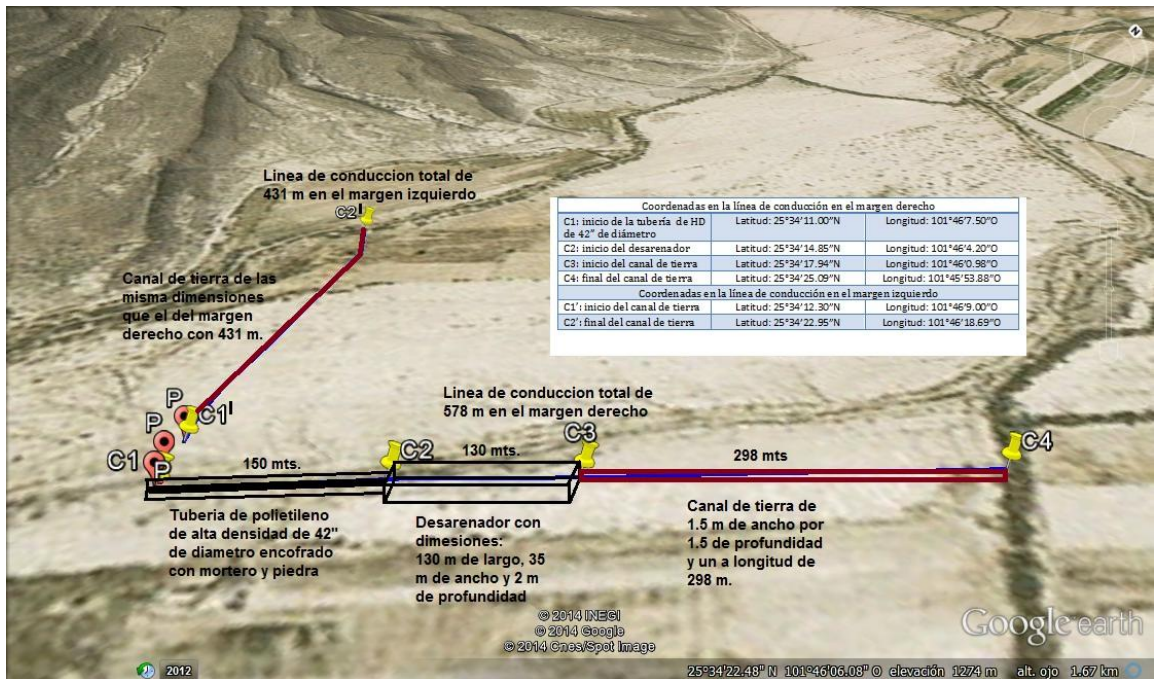 Linea de conduccion total de
431 m en el margen izquierdo
C2'
Canal de tierra de las
misma dimensiones
que el del margen
derecho con 431 m.
Coordenadas en la línea de conducción en el margen derecho
C1: inicio de la tubería de HD de 42" de diámetro Latitud: 25°34'11.00"N Longitud: 101°46'7.50"O
C2: inicio del desarenador Latitud: 25°34'14.85"N Longitud: 101°46'4.20"O
C3: inicio del canal de tierra Latitud: 25°34'17.94"N Longitud: 101°46'0.98"O
C4: final del canal de tierra Latitud: 25°34'25.09"N Longitud: 101°45'53.88"O
Coordenadas en la línea de conducción en el margen izquierdo
C1': inicio del canal de tierra Latitud: 25°34'12.30"N Longitud: 101°46'9.00"O
C2': final del canal de tierra Latitud: 25°34'22.95"N Longitud: 101°46'18.69"O
Linea de conduccion total de
578 m en el margen derecho
P
C1'
P
C1
P
150 mts.
C2
130 mts.
C3
298 mts
C4
Tuberia de polietileno
de alta densidad de 42"
de diametro encofrado
con mortero y piedra
Desarenador con
dimesiones:
130 m de largo, 35
m de ancho y 2 m
de profundidad
Canal de tierra de
1.5 m de ancho por
1.5 de profundidad
y un a longitud de
298 m.
© 2014 INEGI
© 2014 Google
© 2014 Cnes/Spot Image
Google earth
2012
25°34'22.48" N 101°46'06.08" O elevación 1274 m alt. ojo 1.67 km
N